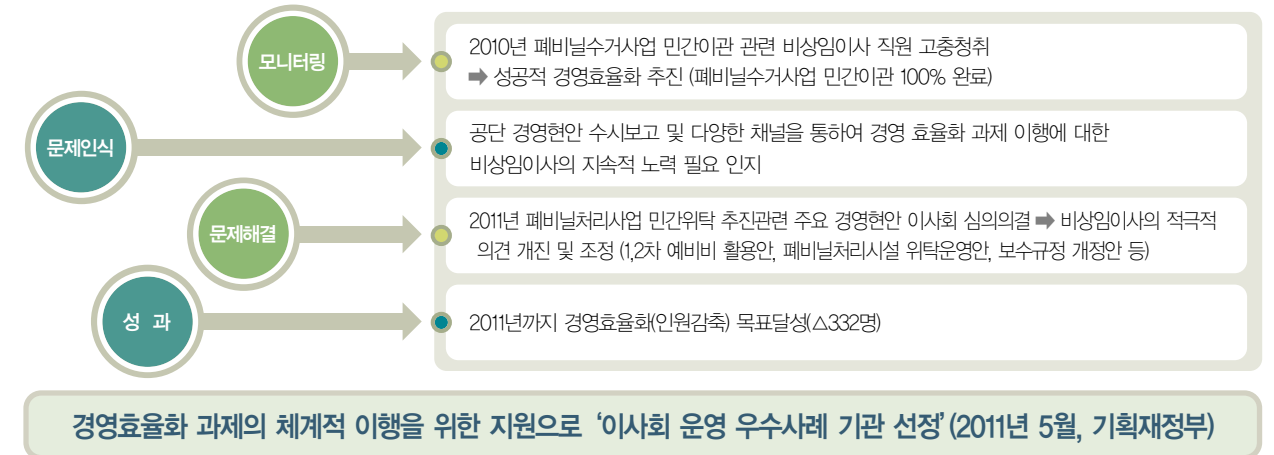 모니터링
2010년 폐비닐수거사업 민간이관 관련 비상임이사 직원 고충청취
➡ 성공적 경영효율화 추진 (폐비닐수거사업 민간이관 100% 완료)
문제인식
공단 경영현안 수시보고 및 다양한 채널을 통하여 경영 효율화 과제 이행에 대한
비상임이사의 지속적 노력 필요 인지
문제해결
2011년 폐비닐처리사업 민간위탁 추진관련 주요 경영현안 이사회 심의의결 ➡ 비상임이사의 적극적
의견 개진 및 조정 (1,2차 예비비 활용안, 폐비닐처리시설 위탁운영안, 보수규정 개정안 등)
성 과
2011년까지 경영효율화(인원감축) 목표달성(△332명)
경영효율화 과제의 체계적 이행을 위한 지원으로 ‘이사회 운영 우수사례 기관 선정’ (2011년 5월, 기획재정부)